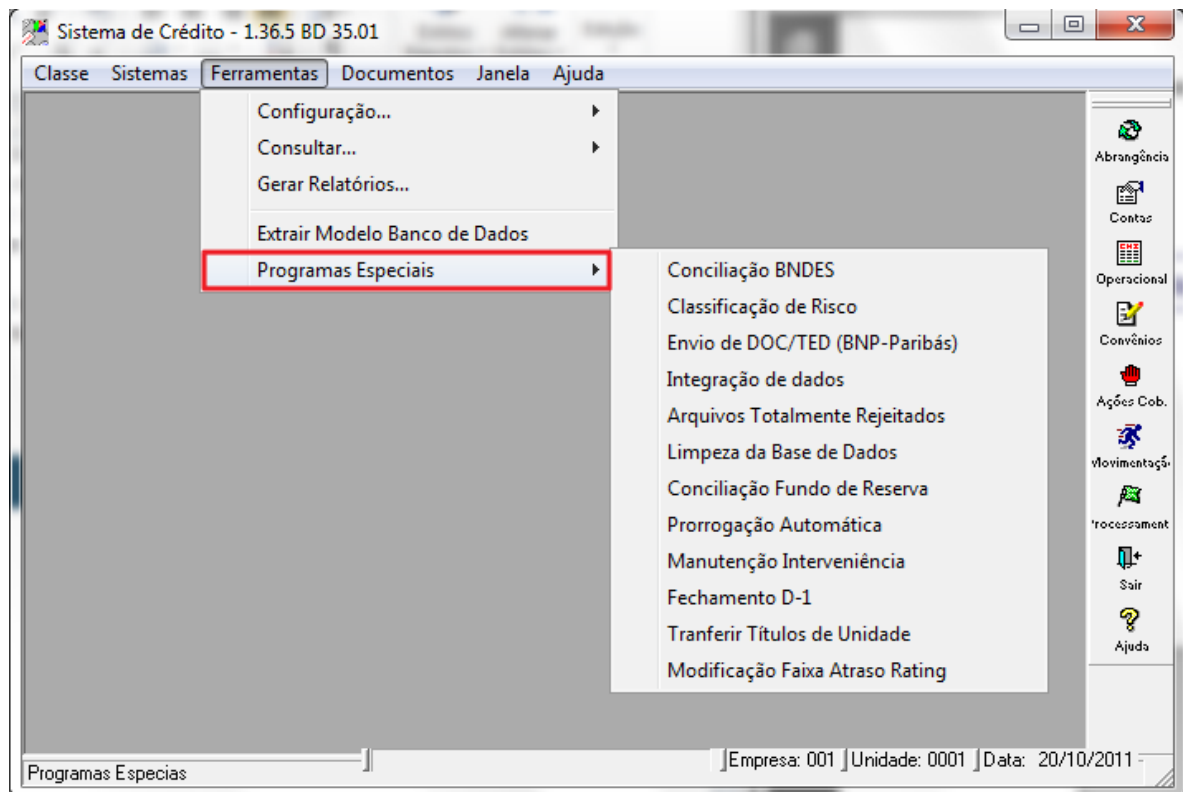 Sistema de Crédito - 1.36.5 BD 35.01
Classe Sistemas Ferramentas Documentos Janela Ajuda
Configuração...
Consultar...
Gerar Relatórios...
Extrair Modelo Banco de Dados
Programas Especiais
Conciliação BNDES
Classificação de Risco
Envio de DOC/TED (BNP-Paribás)
Integração de dados
Arquivos Totalmente Rejeitados
Limpeza da Base de Dados
Conciliação Fundo de Reserva
Prorrogação Automática
Manutenção Interveniência
Fechamento D-1
Tranferir Títulos de Unidade
Modificação Faixa Atraso Rating
Abrangência
Contas
Operacional
Convênios
Ações Cob.
Movimentaçã
rocessament
Sair
Ajuda
Programas Especias
Empresa: 001 Unidade: 0001 Data: 20/10/2011 -